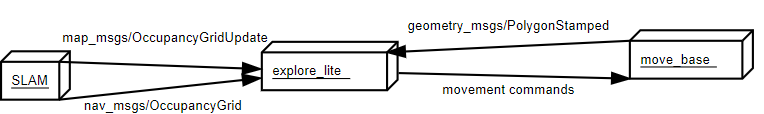 map_msgs/OccupancyGridUpdate
geometry_msgs/PolygonStamped
SLAM
explore_lite
move_base
nav_msgs/OccupancyGrid
movement commands